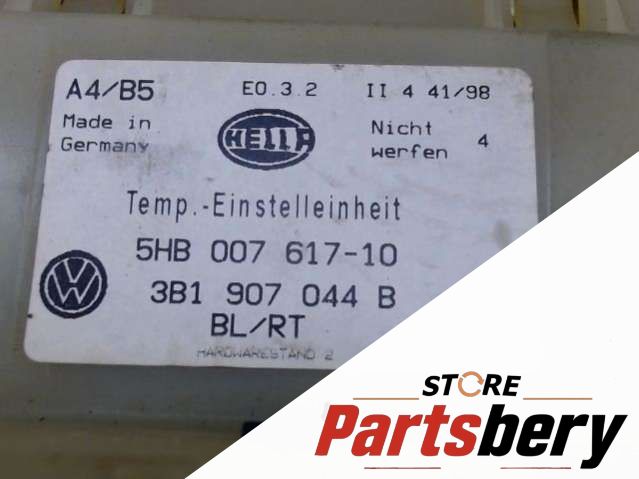 A4/B5 E0.3.2 II 4 41/98
Made in
Germany
HELLA
Nicht
werfen 4
Temp.-Einstelleinheit
5HB 007 617-10
VW
3B1 907 044 B
BL/RT
HARDWARESTAND 2
STORE
Partsbery